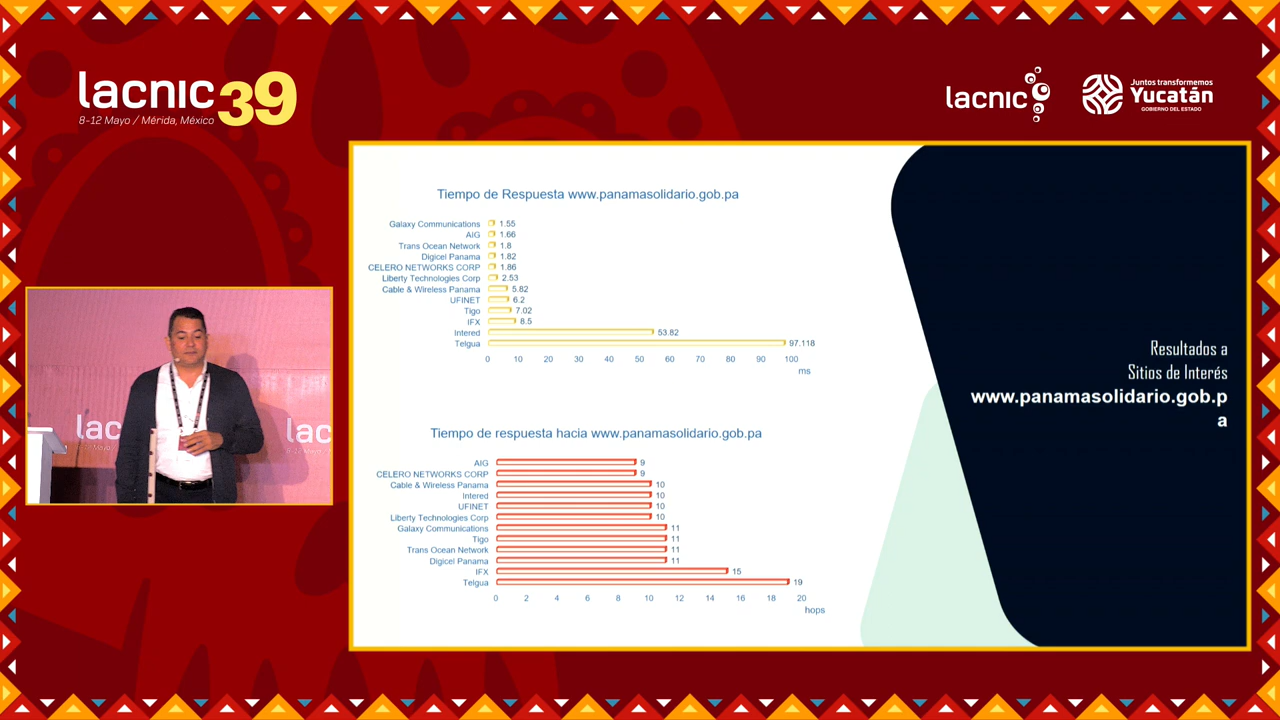 lacnic 39
8-12 Mayo / Mérida, México
lacnic
Juntos transformemos
Yucatán
GOBIERNO DEL ESTADO
Tiempo de Respuesta www.panamasolidario.gob.pa
Galaxy Communications 1.55
AIG 1.66
Trans Ocean Network 1.8
Digicel Panama 1.82
CELERO NETWORKS CORP 1.86
Liberty Technologies Corp 2.53
Cable & Wireless Panama 5.82
UFINET 6.2
Tigo 7.02
IFX 8.5
Intered 53.82
Telgua 97.118
0 10 20 30 40 50 60 70 80 90 100
ms
Tiempo de respuesta hacia www.panamasolidario.gob.pa
AIG 9
CELERO NETWORKS CORP 9
Cable & Wireless Panama 10
Intered 10
UFINET 10
Liberty Technologies Corp 10
Galaxy Communications 11
Tigo 11
Trans Ocean Network 11
Digicel Panama 11
IFX 15
Telgua 19
0 2 4 6 8 10 12 14 16 18 20
hops
Resultados a
Sitios de Interés
www.panamasolidario.gob.p
a
lacnic
lac